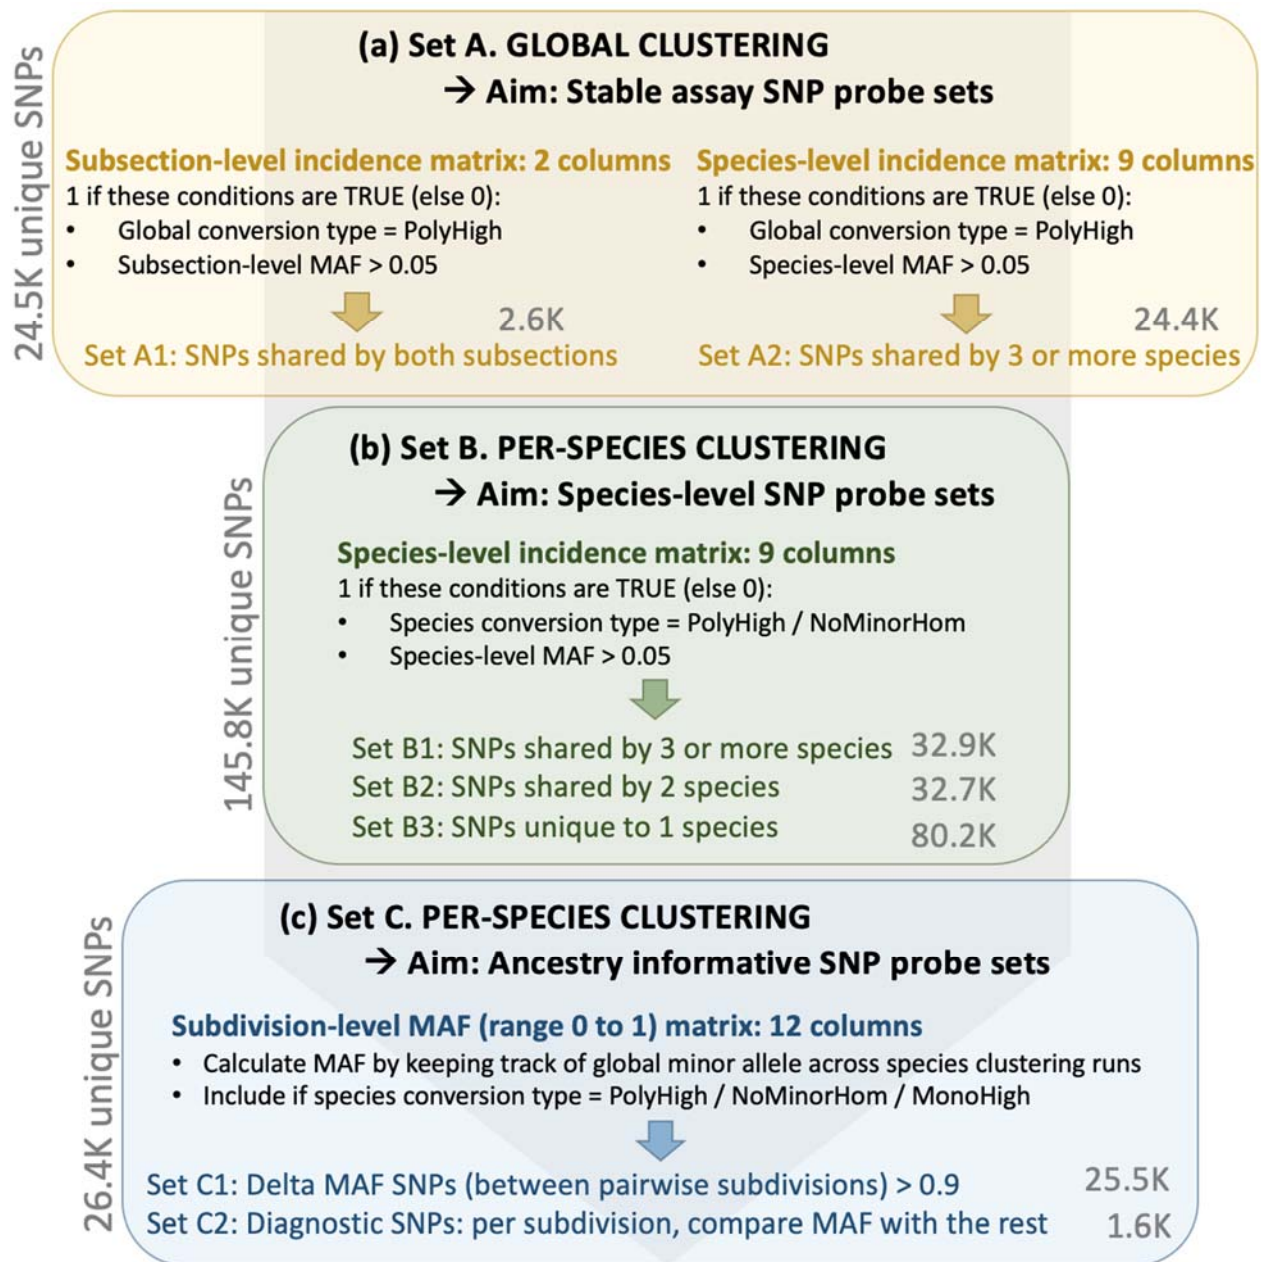 24.5K unique SNPs
(a) Set A. GLOBAL CLUSTERING
→ Aim: Stable assay SNP probe sets
Subsection-level incidence matrix: 2 columns
1 if these conditions are TRUE (else 0):
• Global conversion type = PolyHigh
• Subsection-level MAF > 0.05
2.6K
Set A1: SNPs shared by both subsections
Species-level incidence matrix: 9 columns
1 if these conditions are TRUE (else 0):
• Global conversion type = PolyHigh
• Species-level MAF > 0.05
24.4K
Set A2: SNPs shared by 3 or more species
145.8K unique SNPs
(b) Set B. PER-SPECIES CLUSTERING
→ Aim: Species-level SNP probe sets
Species-level incidence matrix: 9 columns
1 if these conditions are TRUE (else 0):
• Species conversion type = PolyHigh / NoMinorHom
• Species-level MAF > 0.05
Set B1: SNPs shared by 3 or more species 32.9K
Set B2: SNPs shared by 2 species 32.7K
Set B3: SNPs unique to 1 species 80.2K
26.4K unique SNPs
(c) Set C. PER-SPECIES CLUSTERING
→ Aim: Ancestry informative SNP probe sets
Subdivision-level MAF (range 0 to 1) matrix: 12 columns
• Calculate MAF by keeping track of global minor allele across species clustering runs
• Include if species conversion type = PolyHigh / NoMinorHom / MonoHigh
Set C1: Delta MAF SNPs (between pairwise subdivisions) > 0.9 25.5K
Set C2: Diagnostic SNPs: per subdivision, compare MAF with the rest 1.6K